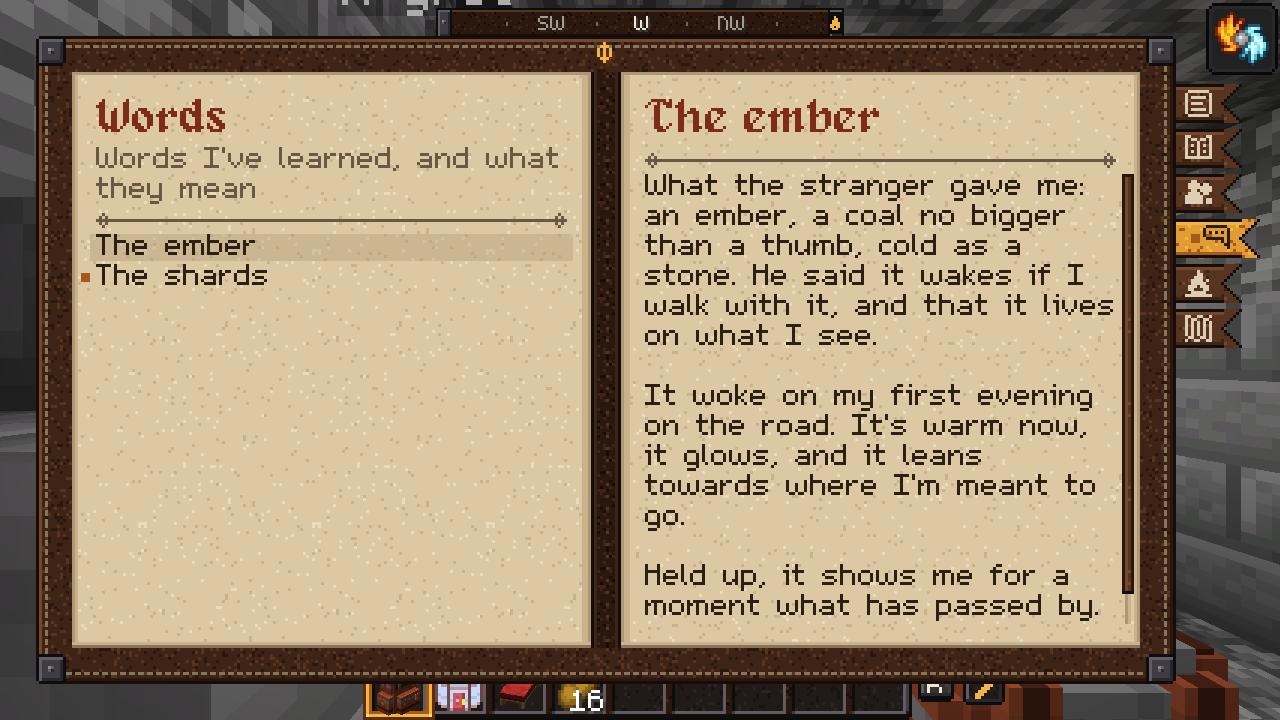 SW
W
NW
Words
Words I've learned, and what
they mean
The ember
The shards
The ember
What the stranger gave me:
an ember, a coal no bigger
than a thumb, cold as a
stone. He said it wakes if I
walk with it, and that it lives
on what I see.
It woke on my first evening
on the road. It's warm now,
it glows, and it leans
towards where I'm meant to
go.
Held up, it shows me for a
moment what has passed by.
16